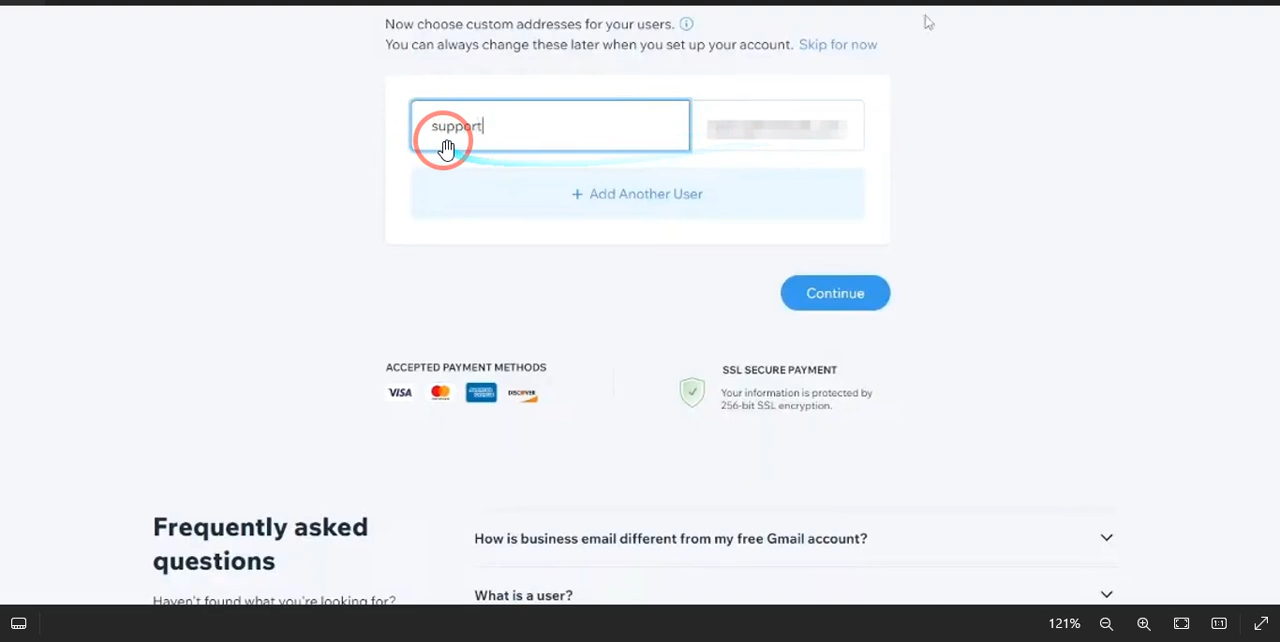 Now choose custom addresses for your users.
You can always change these later when you set up your account. Skip for now
support
+ Add Another User
Continue
ACCEPTED PAYMENT METHODS
VISA
DISCOVER
SSL SECURE PAYMENT
Your information is protected by
256-bit SSL encryption.
Frequently asked
questions
Haven't found what you're looking for?
How is business email different from my free Gmail account?
What is a user?
121%
1:1